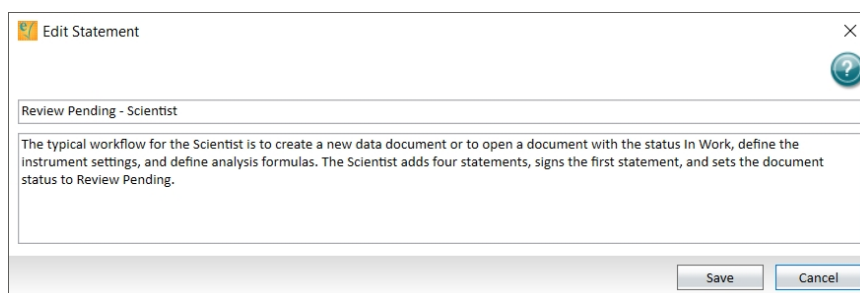 Edit Statement
?
Review Pending - Scientist
The typical workflow for the Scientist is to create a new data document or to open a document with the status In Work, define the
instrument settings, and define analysis formulas. The Scientist adds four statements, signs the first statement, and sets the document
status to Review Pending.
Save Cancel